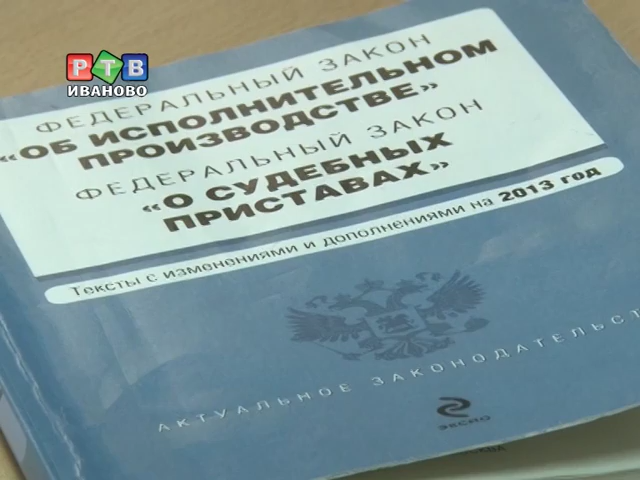 РТВ
ИВАНОВО
ФЕДЕРАЛЬНЫЙ ЗАКОН
«ОБ ИСПОЛНИТЕЛЬНОМ
ПРОИЗВОДСТВЕ»
ФЕДЕРАЛЬНЫЙ ЗАКОН
«О СУДЕБНЫХ
ПРИСТАВАХ»
Тексты с изменениями и дополнениями на 2013 год
АКТУАЛЬНОЕ ЗАКОНОДАТЕЛЬСТ
ЭКСМО